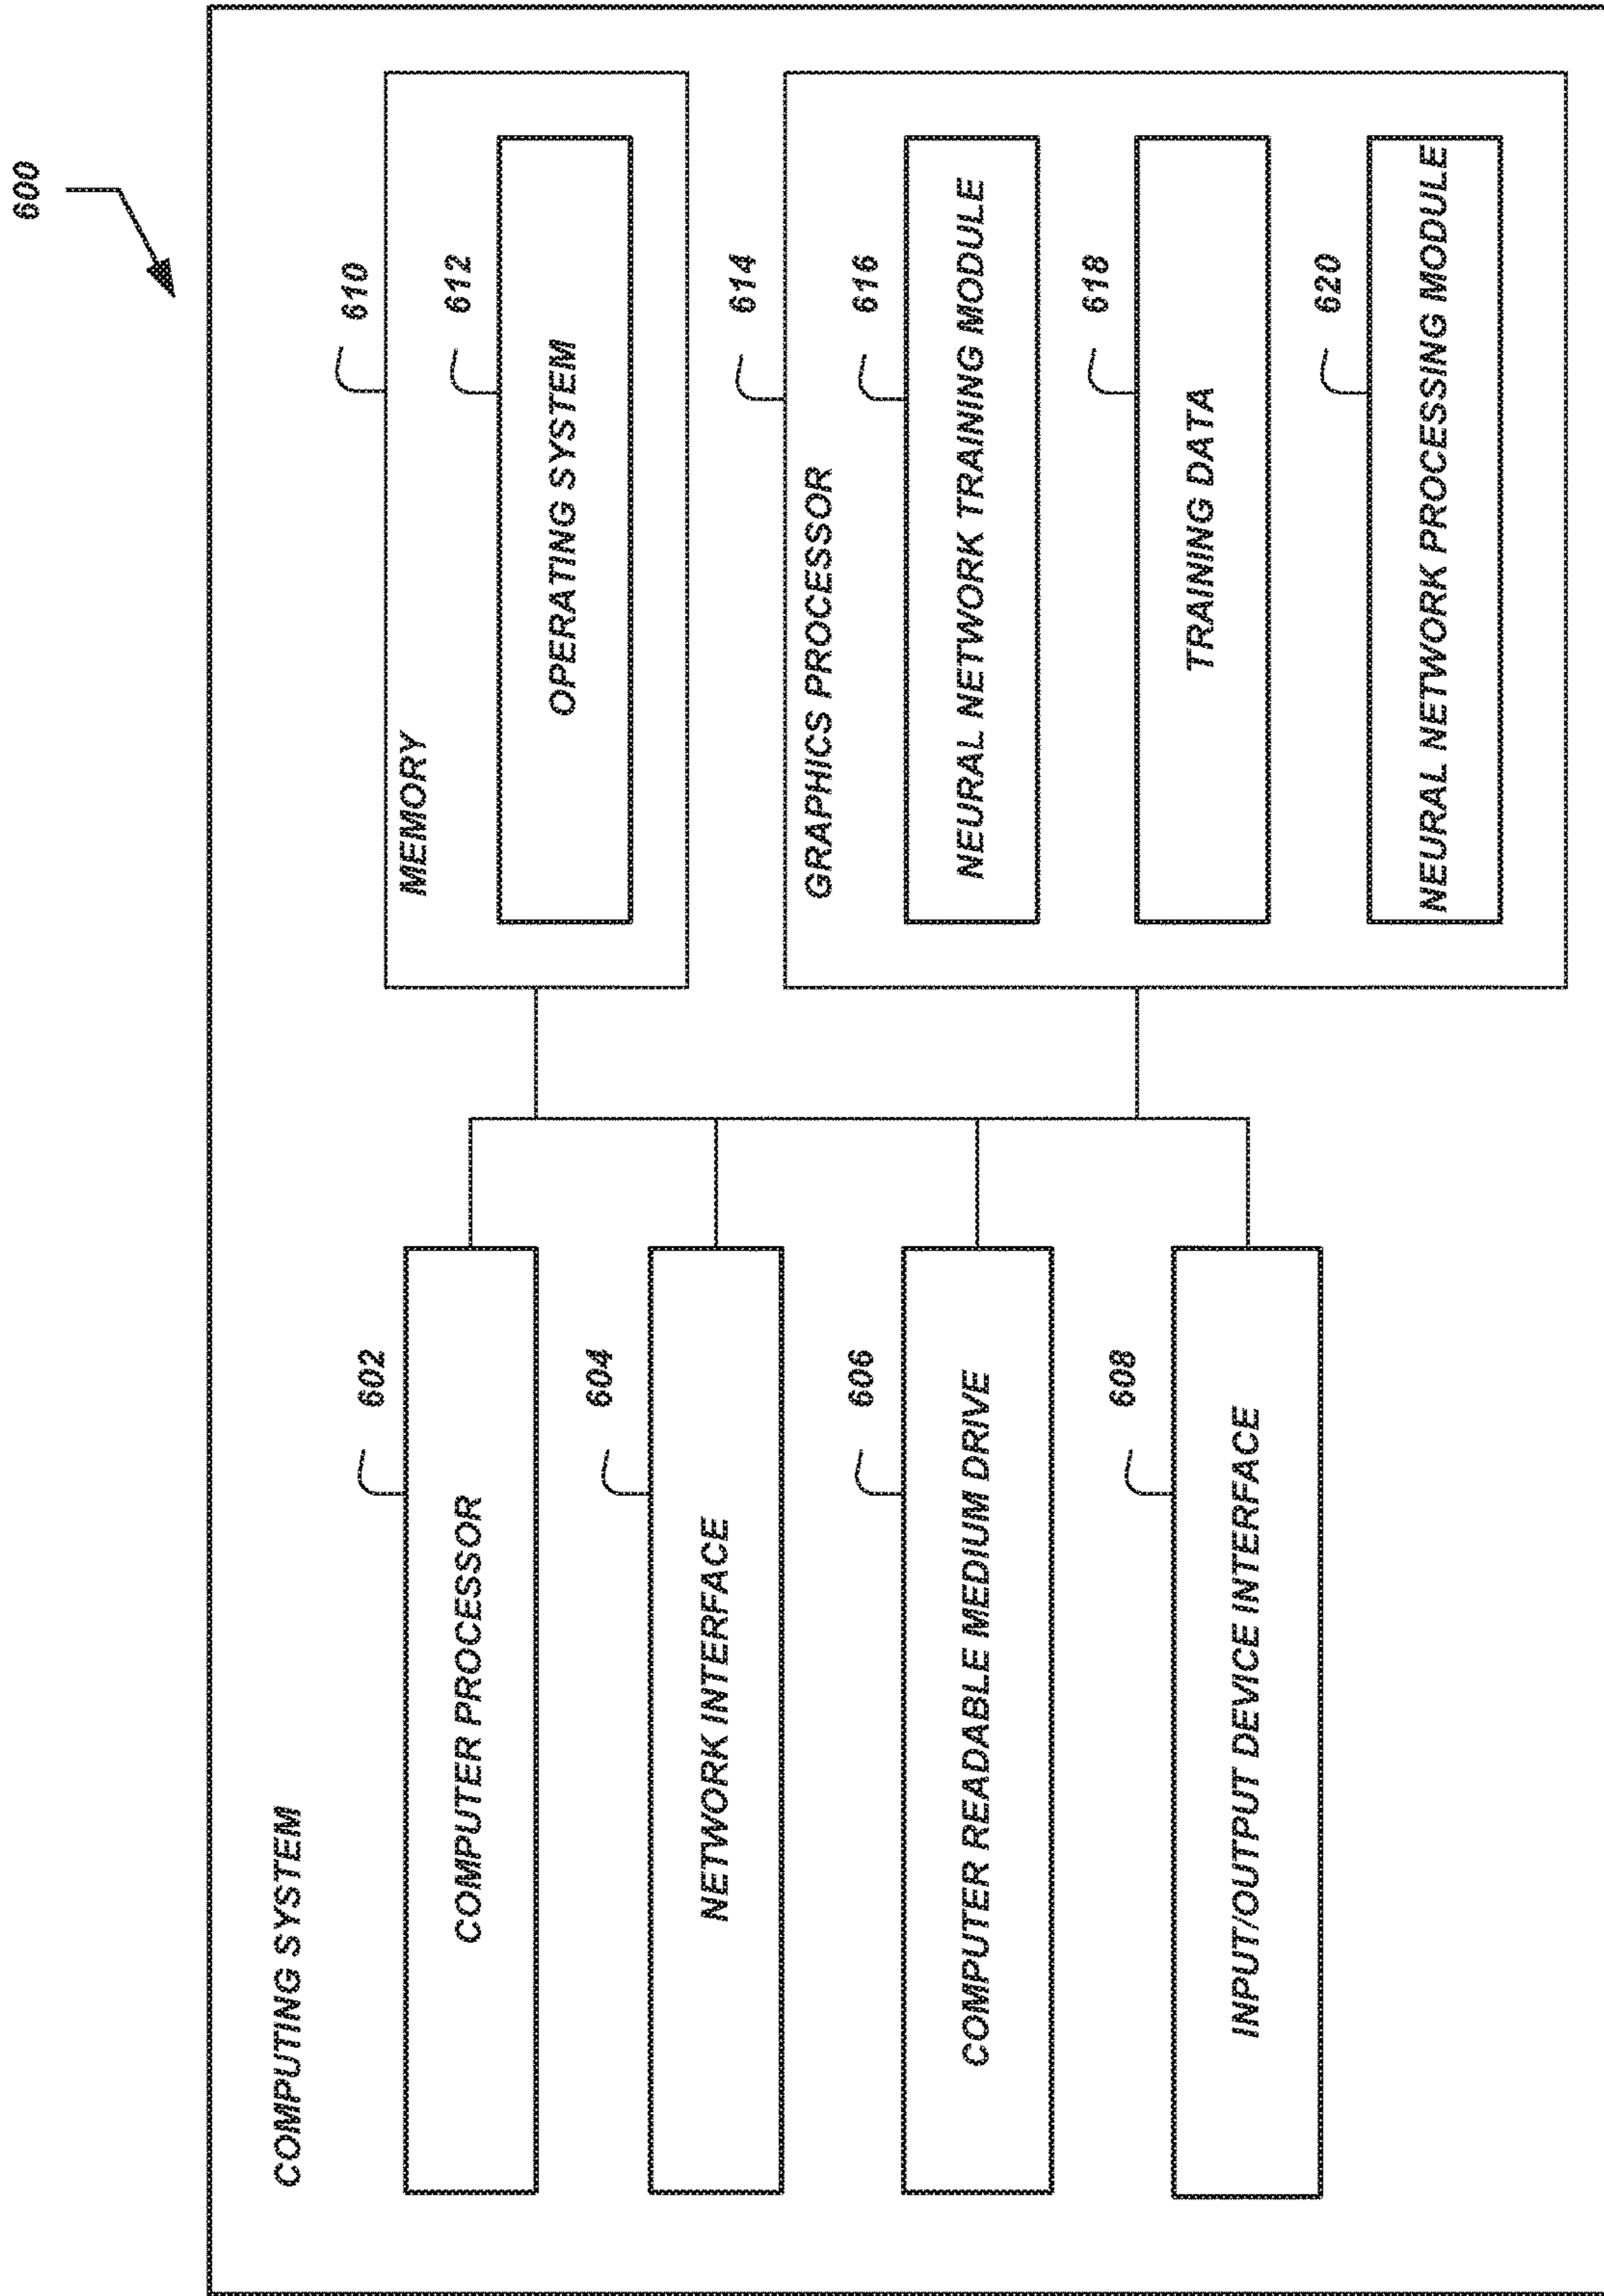 600
COMPUTING SYSTEM
602
COMPUTER PROCESSOR
604
NETWORK INTERFACE
606
COMPUTER READABLE MEDIUM DRIVE
608
INPUT/OUTPUT DEVICE INTERFACE
610
MEMORY
612
OPERATING SYSTEM
614
GRAPHICS PROCESSOR
616
NEURAL NETWORK TRAINING MODULE
618
TRAINING DATA
620
NEURAL NETWORK PROCESSING MODULE